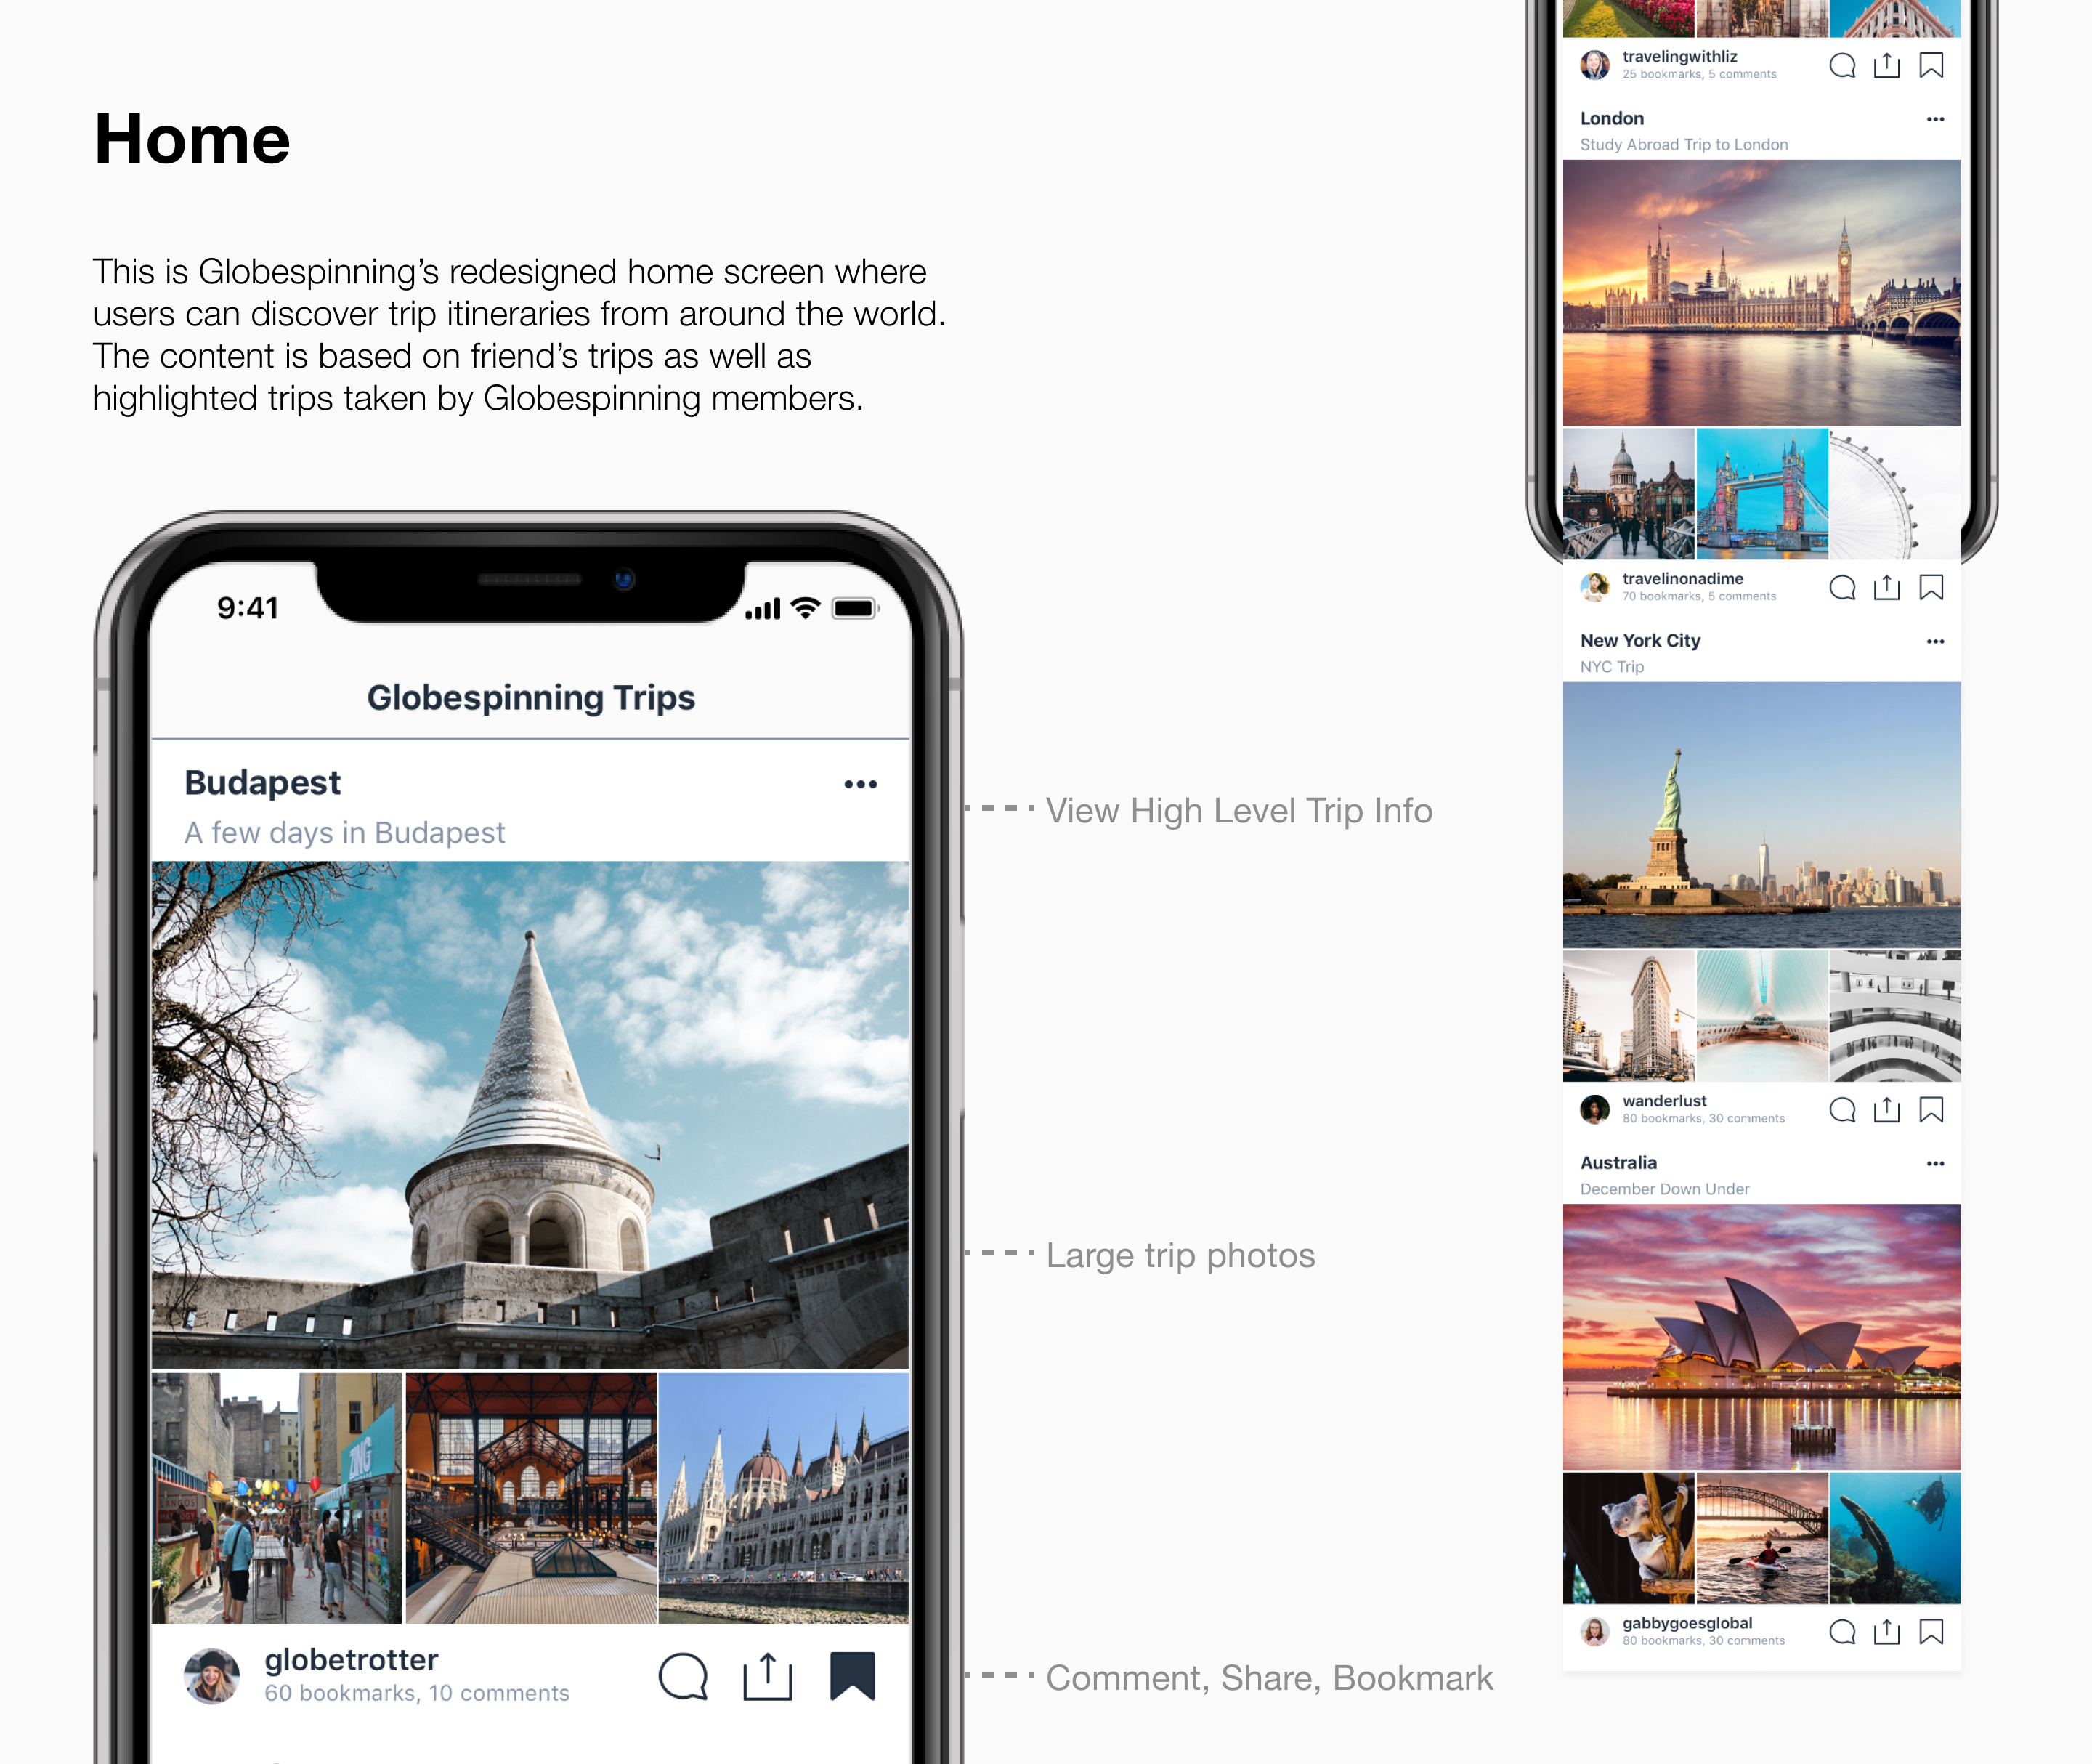 Home
This is Globespinning’s redesigned home screen where
users can discover trip itineraries from around the world.
The content is based on friend’s trips as well as
highlighted trips taken by Globespinning members.
9:41
Globespinning Trips
Budapest
A few days in Budapest
ZING
LANGOS
globetrotter
60 bookmarks, 10 comments
View High Level Trip Info
Large trip photos
Comment, Share, Bookmark
travelingwithliz
25 bookmarks, 5 comments
London
Study Abroad Trip to London
travelinonadime
70 bookmarks, 5 comments
New York City
NYC Trip
wanderlust
80 bookmarks, 30 comments
Australia
December Down Under
gabbygoesglobal
80 bookmarks, 30 comments